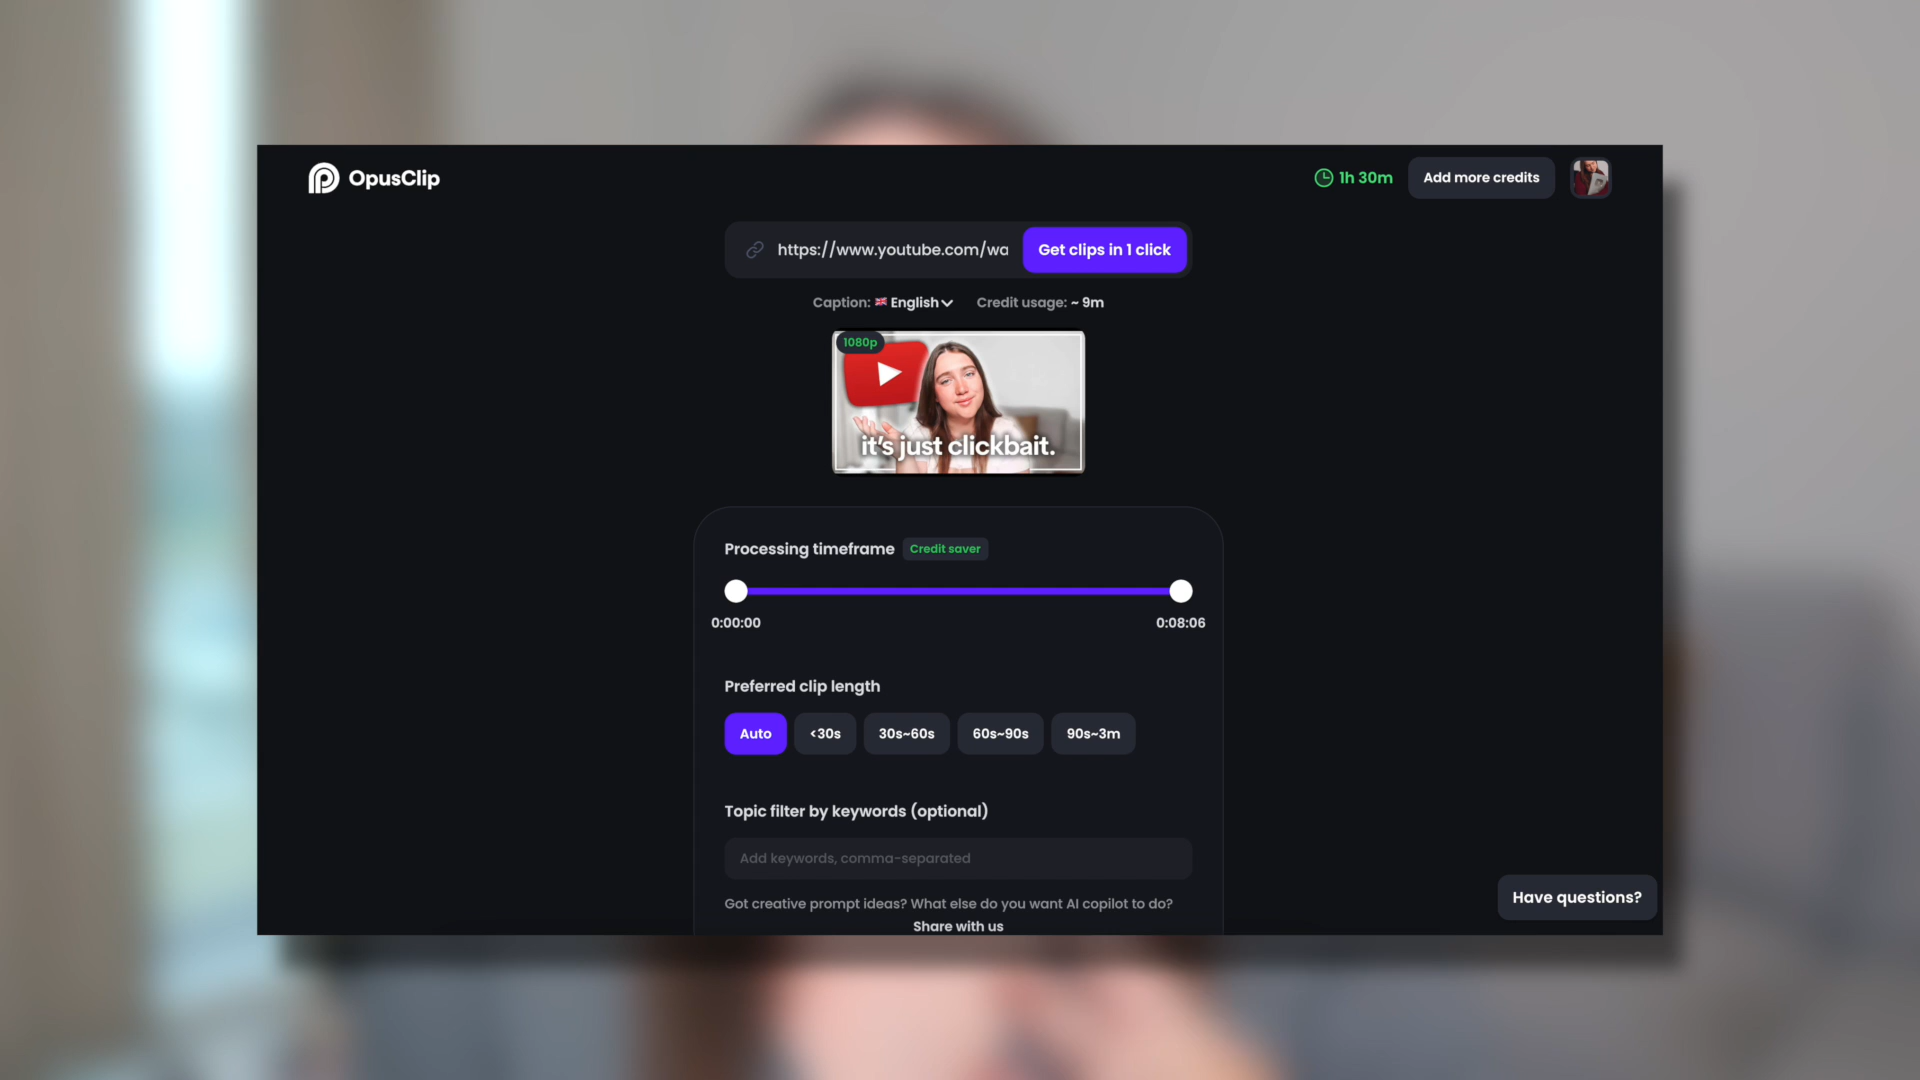 OpusClip
1h 30m
Add more credits
https://www.youtube.com/wa
Get clips in 1 click
Caption: English
Credit usage: ~ 9m
1080p
it's just clickbait.
Processing timeframe
Credit saver
0:00:00
0:08:06
Preferred clip length
Auto
<30s
30s~60s
60s~90s
90s~3m
Topic filter by keywords (optional)
Add keywords, comma-separated
Got creative prompt ideas? What else do you want AI copilot to do?
Share with us
Have questions?